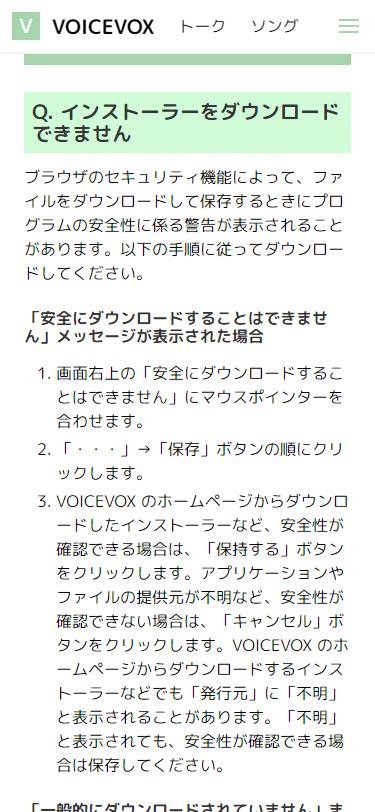 V VOICEVOX トーク ソング
Q. インストーラーをダウンロード
できません
ブラウザのセキュリティ機能によって、ファ
イルをダウンロードして保存するときにプロ
グラムの安全性に係る警告が表示されること
があります。以下の手順に従ってダウンロー
ドしてください。
「安全にダウンロードすることはできませ
ん」メッセージが表示された場合
1. 画面右上の「安全にダウンロードするこ
とはできません」にマウスポインターを
合わせます。
2. 「・・・」→「保存」ボタンの順にクリ
ックします。
3. VOICEVOX のホームページからダウンロ
ードしたインストーラーなど、安全性が
確認できる場合は、「保持する」ボタン
をクリックします。アプリケーションや
ファイルの提供元が不明など、安全性が
確認できない場合は、「キャンセル」ボ
タンをクリックします。VOICEVOX のホ
ームページからダウンロードするインス
トーラーなどでも「発行元」に「不明」
と表示されることがあります。「不明」
と表示されても、安全性が確認できる場
合は保存してください。
「一般的にダウンロードされていません」ま